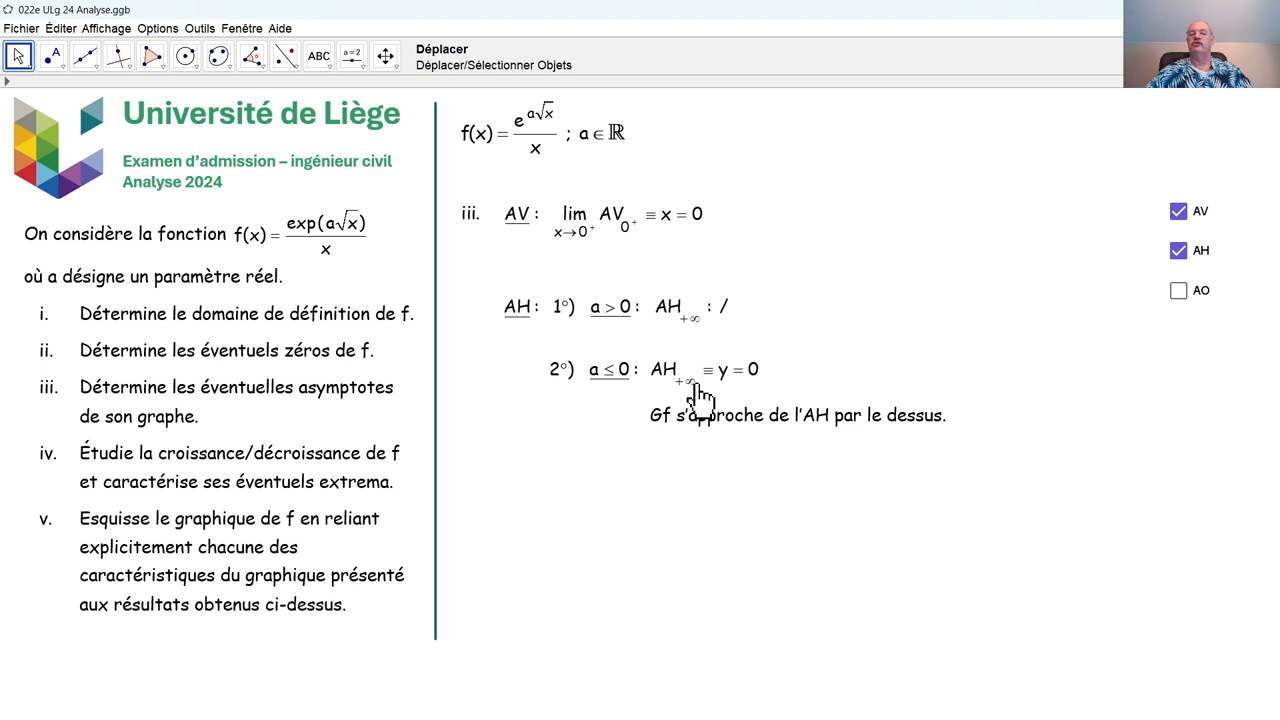 022e ULg 24 Analyse.ggb
Fichier Éditer Affichage Options Outils Fenêtre Aide
A
ABC
a=2
Déplacer
Déplacer/Sélectionner Objets
Université de Liège
Examen d'admission – ingénieur civil
Analyse 2024
On considère la fonction f(x) = exp(a√x) / x
où a désigne un paramètre réel.
i. Détermine le domaine de définition de f.
ii. Détermine les éventuels zéros de f.
iii. Détermine les éventuelles asymptotes
de son graphe.
iv. Étudie la croissance/décroissance de f
et caractérise ses éventuels extrema.
v. Esquisse le graphique de f en reliant
explicitement chacune des
caractéristiques du graphique présenté
aux résultats obtenus ci-dessus.
f(x) = e^(a√x) / x ; a ∈ ℝ
iii. AV : lim x→0⁺ AV 0⁺ ≡ x = 0
AH : 1°) a > 0 : AH +∞ : /
2°) a ≤ 0 : AH +∞ ≡ y = 0
Gf s'approche de l'AH par le dessus.
AV
AH
AO